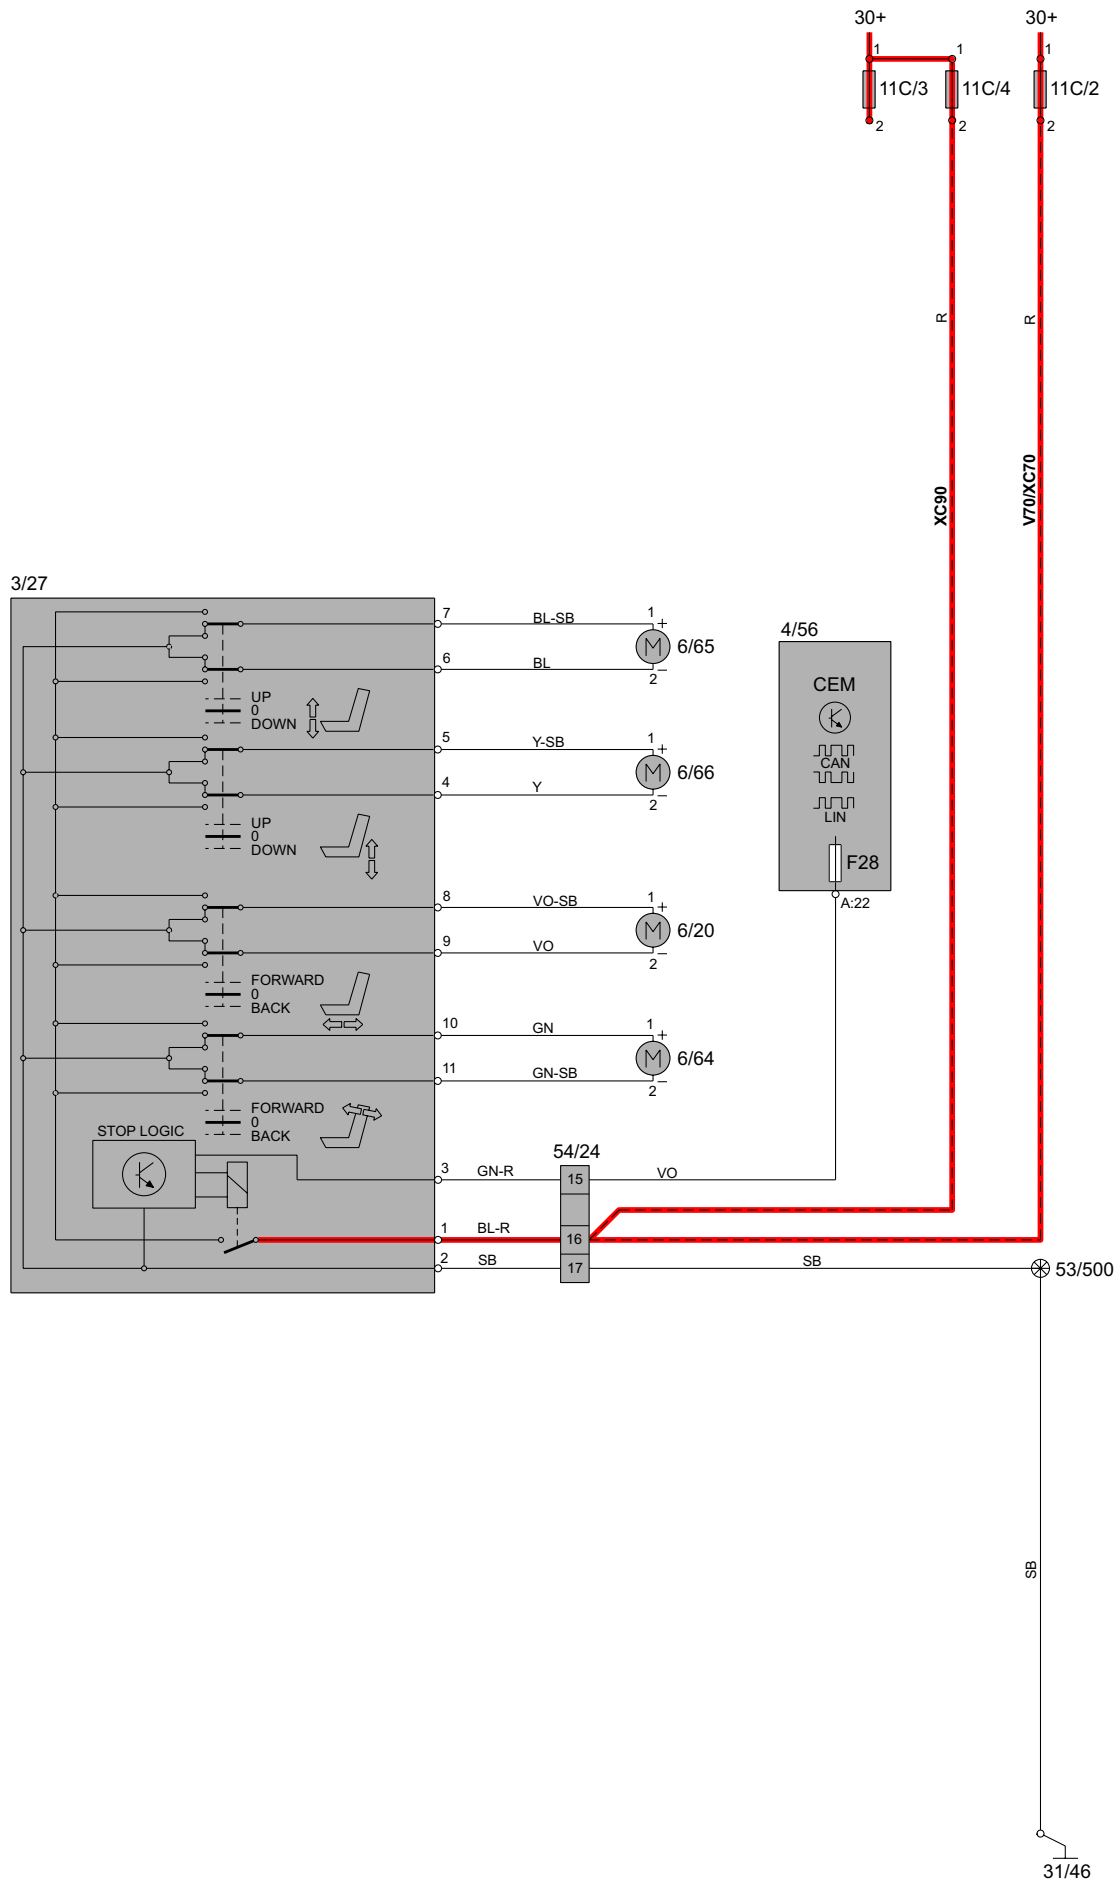 30+ 30+
1 1 1
11C/3 11C/4 11C/2
2 2 2
R R
XC90 V70/XC70
3/27
7 BL-SB 1 +
M 6/65
6 BL 2 −
UP
0
DOWN
5 Y-SB 1 +
M 6/66
4 Y 2 −
UP
0
DOWN
4/56
CEM
CAN
LIN
F28
A:22
8 VO-SB 1 +
M 6/20
9 VO 2 −
FORWARD
0
BACK
10 GN 1 +
M 6/64
11 GN-SB 2 −
FORWARD
0
BACK
STOP LOGIC
54/24
3 GN-R 15 VO
1 BL-R 16
2 SB 17 SB 53/500
SB
31/46